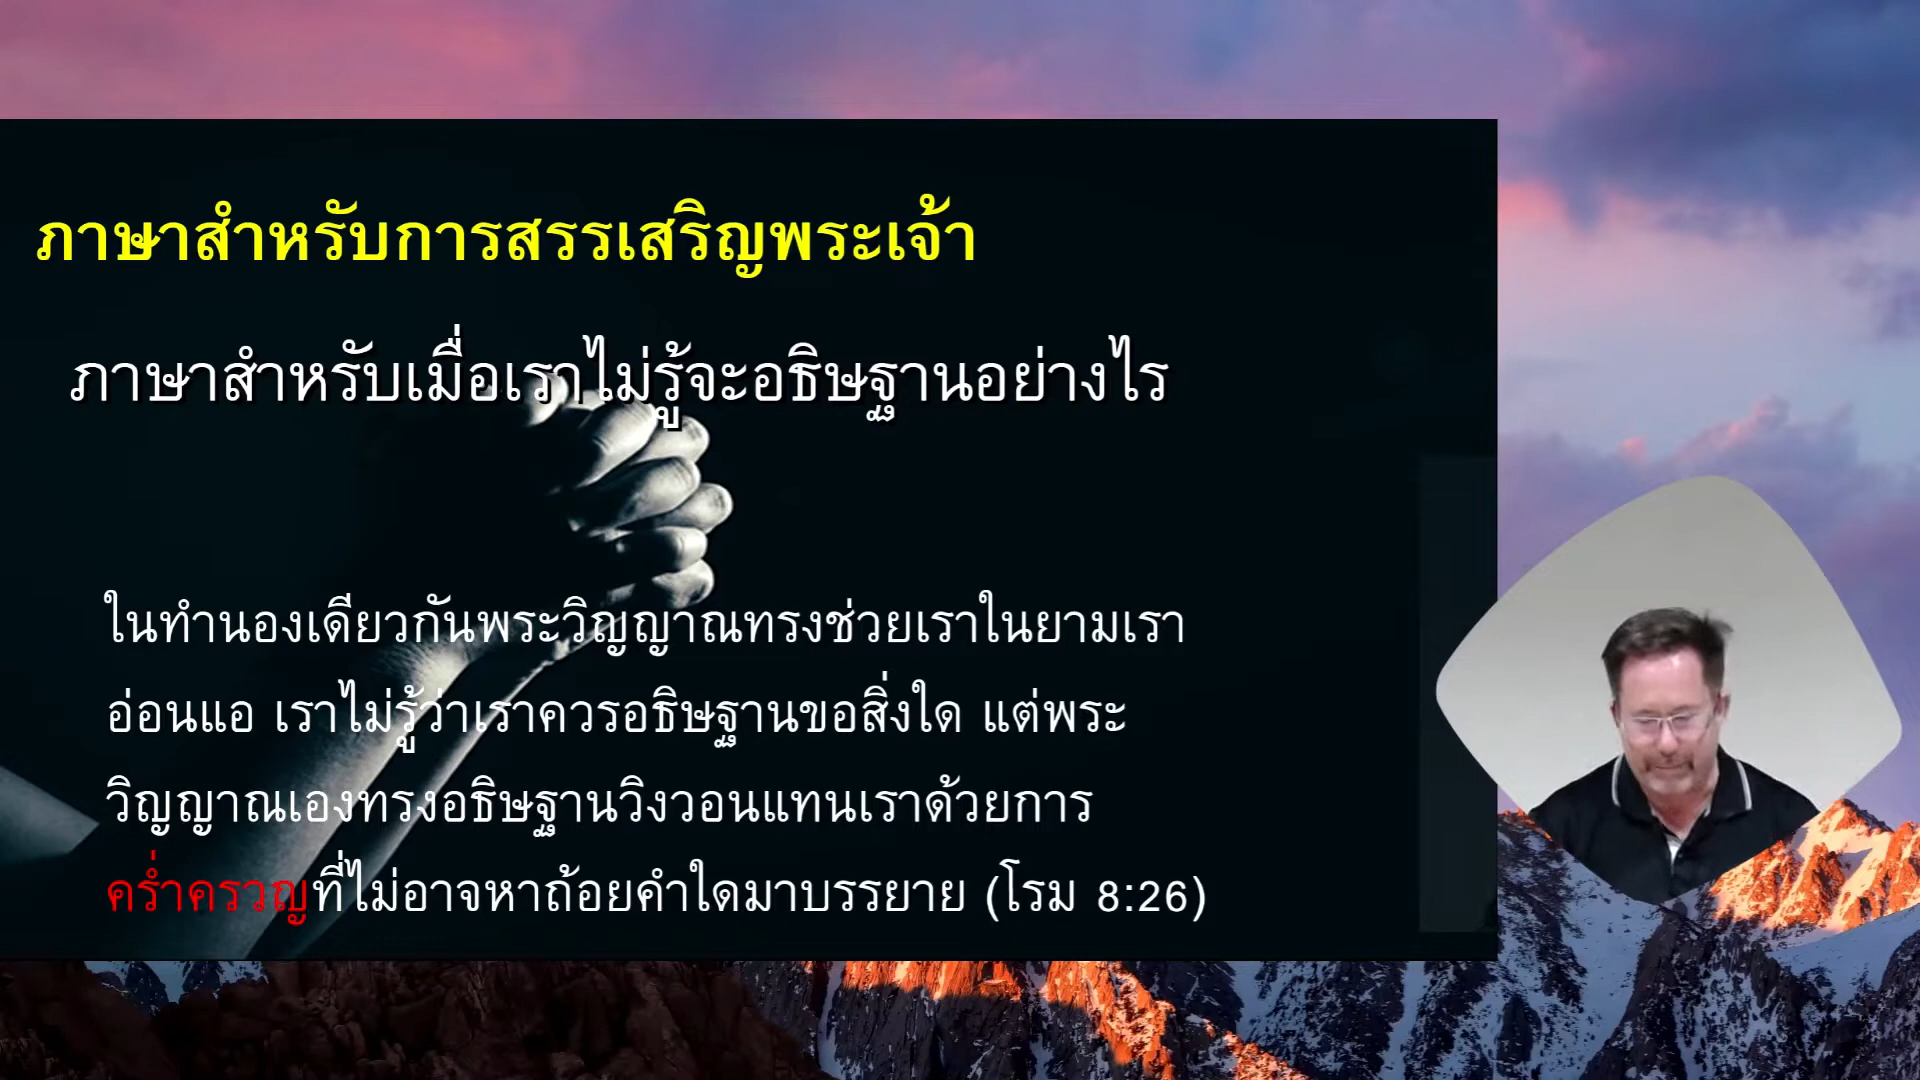 ภาษาสำหรับการสรรเสริญพระเจ้า
ภาษาสำหรับเมื่อเราไม่รู้จะอธิษฐานอย่างไร
ในทำนองเดียวกันพระวิญญาณทรงช่วยเราในยามเรา
อ่อนแอ เราไม่รู้ว่าเราควรอธิษฐานขอสิ่งใด แต่พระ
วิญญาณเองทรงอธิษฐานวิงวอนแทนเราด้วยการ
คร่ำครวญที่ไม่อาจหาถ้อยคำใดมาบรรยาย (โรม 8:26)